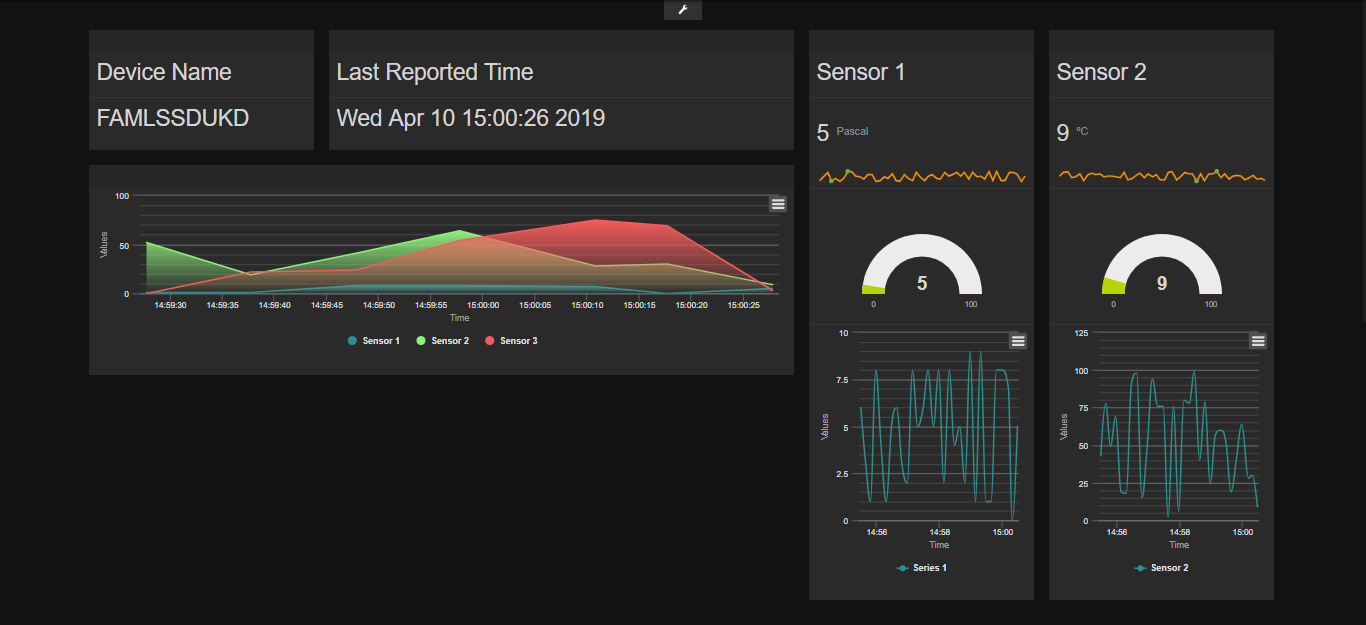 Device Name
FAMLSSDUKD
Last Reported Time
Wed Apr 10 15:00:26 2019
100
50
0
Values
14:59:30 14:59:35 14:59:40 14:59:45 14:59:50 14:59:55 15:00:00 15:00:05 15:00:10 15:00:15 15:00:20 15:00:25
Time
Sensor 1 Sensor 2 Sensor 3
Sensor 1
5 Pascal
5
0 100
10
7.5
5
2.5
0
Values
14:56 14:58 15:00
Time
Series 1
Sensor 2
9 °C
9
0 100
125
100
75
50
25
0
Values
14:56 14:58 15:00
Time
Sensor 2